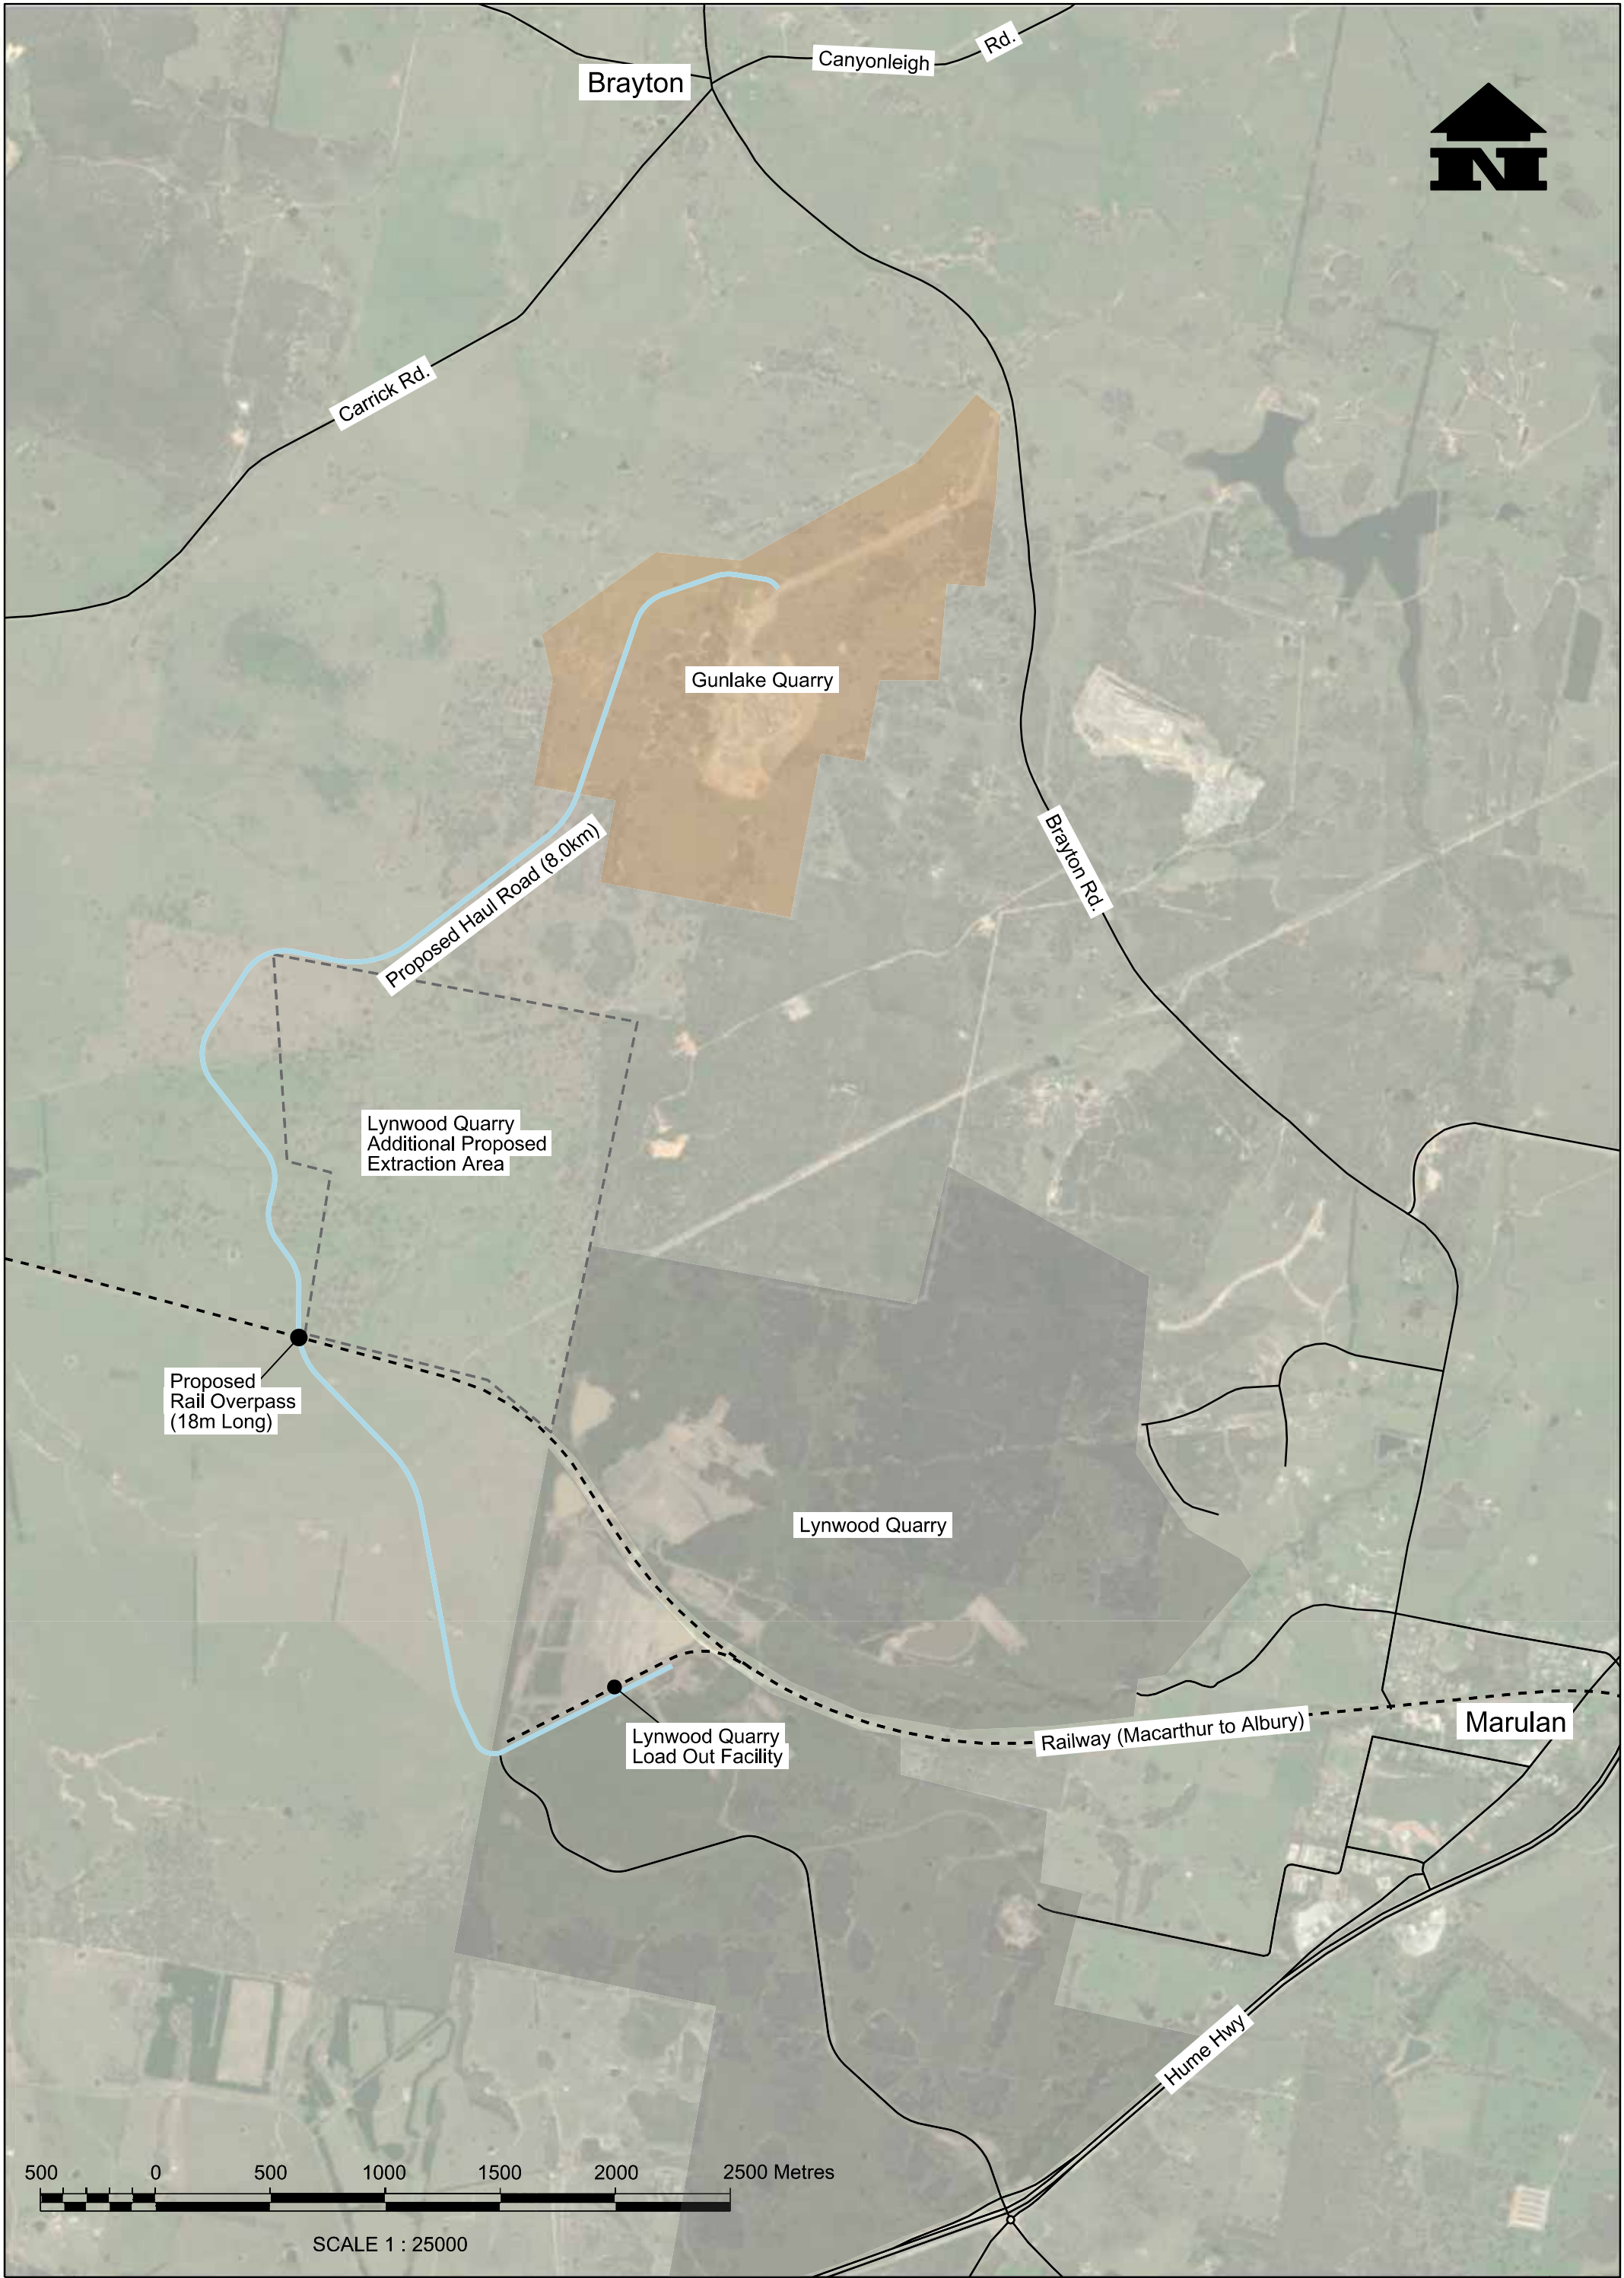 Canyonleigh
Rd.
Brayton
N
Carrick Rd.
Gunlake Quarry
Brayton Rd.
Proposed Haul Road (8.0km)
Lynwood Quarry
Additional Proposed
Extraction Area
Proposed
Rail Overpass
(18m Long)
Lynwood Quarry
Lynwood Quarry
Load Out Facility
Railway (Macarthur to Albury)
Marulan
Hume Hwy
500 0 500 1000 1500 2000 2500 Metres
SCALE 1 : 25000